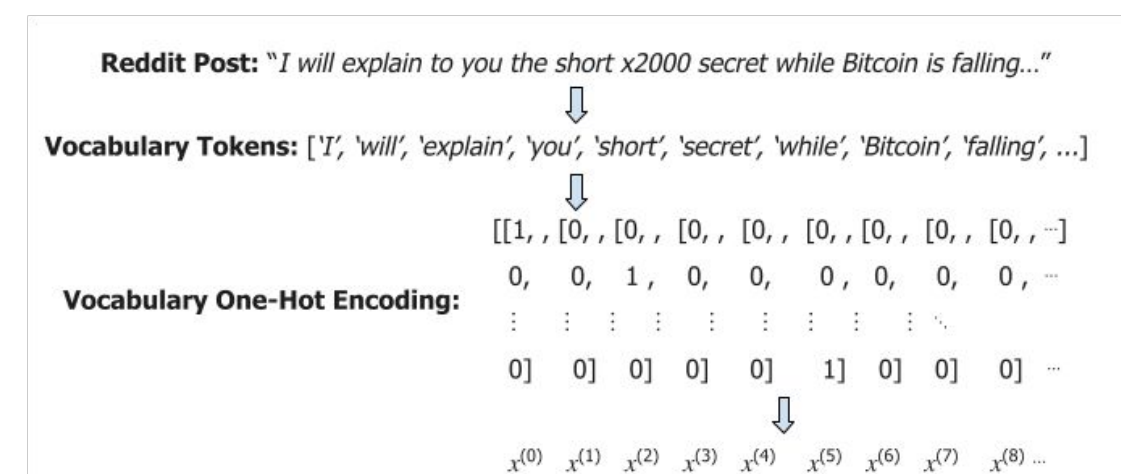 Reddit Post: “I will explain to you the short x2000 secret while Bitcoin is falling...”
Vocabulary Tokens: [‘I’, ‘will’, ‘explain’, ‘you’, ‘short’, ‘secret’, ‘while’, ‘Bitcoin’, ‘falling’, ...]
[[1, , [0, , [0, , [0, , [0, , [0, , [0, , [0, , [0, , ...]
0, 0, 1 , 0, 0, 0 , 0, 0, 0 , ...
Vocabulary One-Hot Encoding:
⋮ ⋮ ⋮ ⋮ ⋮ ⋮ ⋮ ⋮ ⋮ ⋱
0] 0] 0] 0] 0] 1] 0] 0] 0] ...
x(0) x(1) x(2) x(3) x(4) x(5) x(6) x(7) x(8) ...